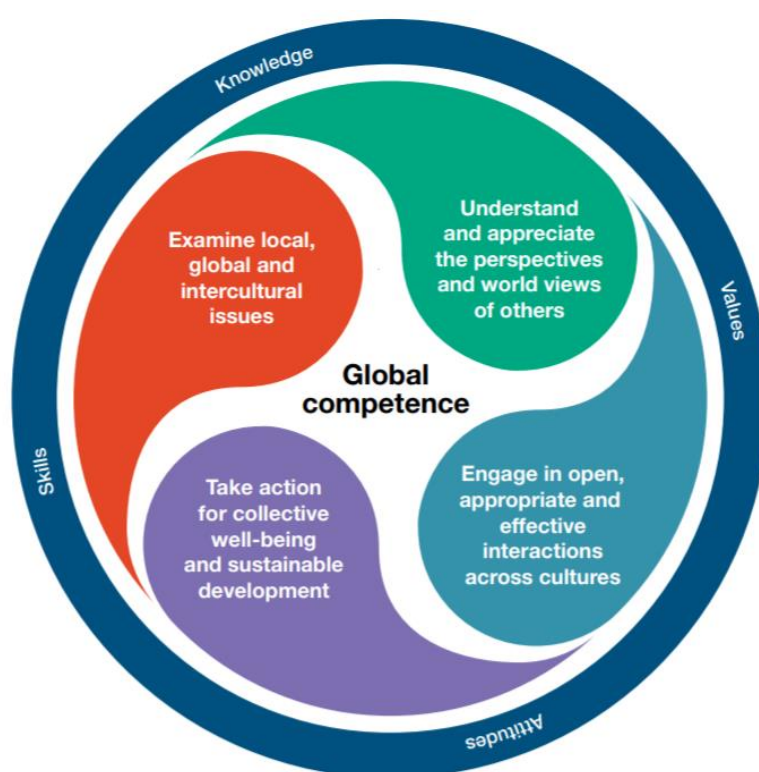 Knowledge
Understand
and appreciate
the perspectives
and world views
of others
Examine local,
global and
intercultural
issues
Values
Global
competence
Skills
Take action
for collective
well-being
and sustainable
development
Engage in open,
appropriate and
effective
interactions
across cultures
Attitudes